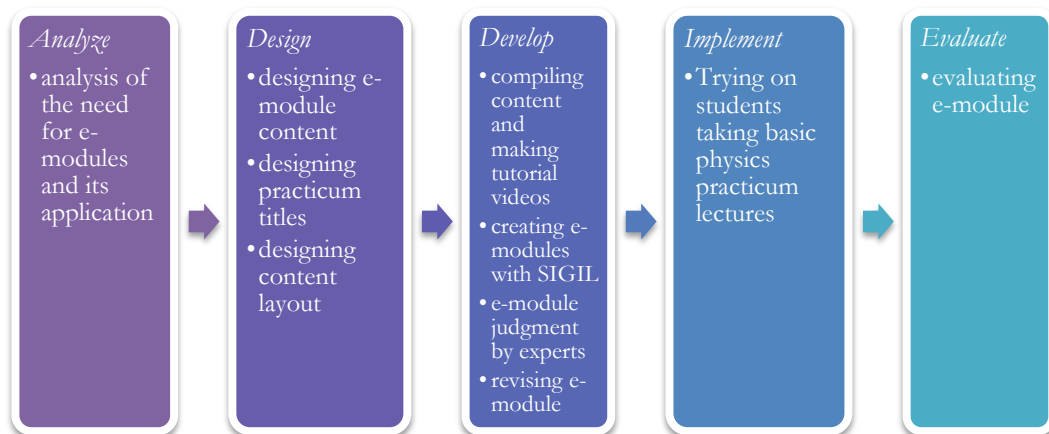 Analyze
•analysis of
the need
for e-
modules
and its
application
Design
•designing e-
module
content
•designing
practicum
titles
•designing
content
layout
Develop
•compiling
content
and
making
tutorial
videos
•creating e-
modules
with SIGIL
•e-module
judgment
by experts
•revising e-
module
Implement
•Trying on
students
taking basic
physics
practicum
lectures
Evaluate
•evaluating
e-module